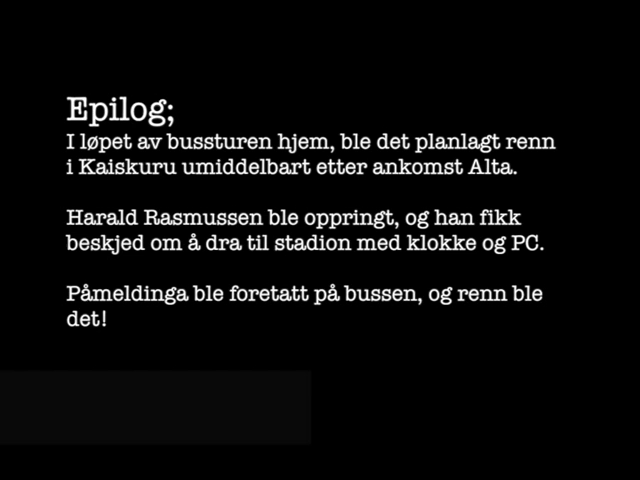 Epilog;
I løpet av bussturen hjem, ble det planlagt renn
i Kaiskuru umiddelbart etter ankomst Alta.
Harald Rasmussen ble oppringt, og han fikk
beskjed om å dra til stadion med klokke og PC.
Påmeldinga ble foretatt på bussen, og renn ble
det!